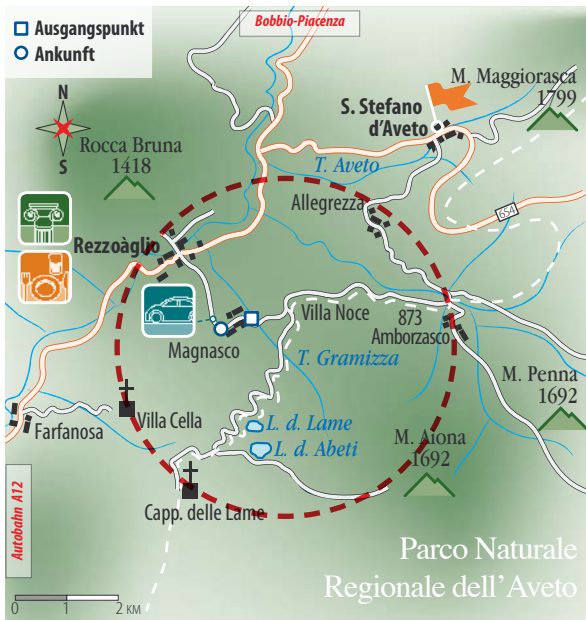 Ausgangspunkt
Ankunft
Bobbio-Piacenza
N
S
M. Maggiorasca
1799
S. Stefano
d'Aveto
Rocca Bruna
1418
T. Aveto
Allegrezza
654
Rezzoàglio
Villa Noce
873
Amborzasco
Magnasco
T. Gramizza
M. Penna
1692
Villa Cella
Farfanosa
L. d. Lame
L. d. Abeti
M. Aiona
1692
Capp. delle Lame
Autobahn A12
Parco Naturale
Regionale dell'Aveto
0 1 2 KM